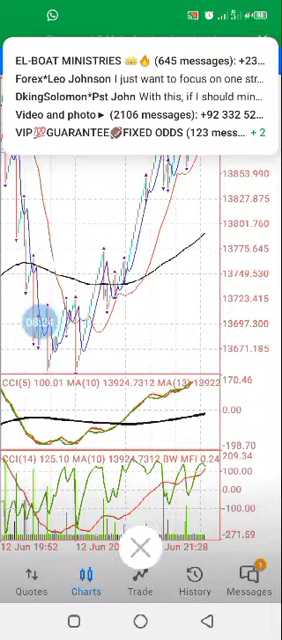 EL-BOAT MINISTRIES 👑🔥 (645 messages): +23...
Forex*Leo Johnson I just want to focus on one str...
DkingSolomon*Pst John With this, if I should min...
Video and photo ► (2106 messages): +92 332 52...
VIP💯GUARANTEE🏈FIXED ODDS (123 mess... + 2
13853.990
13827.875
13801.760
13775.645
13749.530
13723.415
13697.300
13671.185
08:04
CCI(5) 100.01 MA(10) 13924.7312 MA(13) 13922
170.46
0.00
-198.70
CCI(14) 125.10 MA(10) 13924.7312 BW MFI 0.24
209.34
100.00
0.00
-100.00
-271.59
12 Jun 19:52 12 Jun 20 Jun 21:28
Quotes Charts Trade History Messages